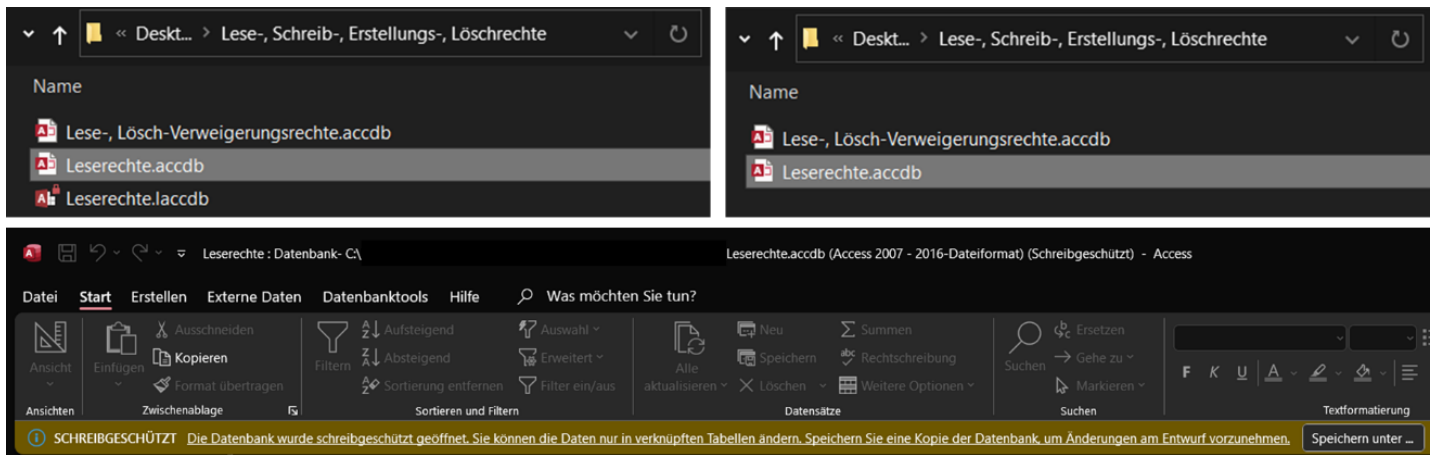 « Deskt... > Lese-, Schreib-, Erstellungs-, Löschrechte
Name
Lese-, Lösch-Verweigerungsrechte.accdb
Leserechte.accdb
Leserechte.laccdb
« Deskt... > Lese-, Schreib-, Erstellungs-, Löschrechte
Name
Lese-, Lösch-Verweigerungsrechte.accdb
Leserechte.accdb
Leserechte : Datenbank- C:\ Leserechte.accdb (Access 2007 - 2016-Dateiformat) (Schreibgeschützt) - Access
Datei Start Erstellen Externe Daten Datenbanktools Hilfe Was möchten Sie tun?
Ansicht
Einfügen
Ausschneiden
Kopieren
Format übertragen
Filtern
Aufsteigend
Absteigend
Sortierung entfernen
Auswahl
Erweitert
Filter ein/aus
Alle
aktualisieren
Neu
Speichern
Löschen
Summen
Rechtschreibung
Weitere Optionen
Suchen
Ersetzen
Gehe zu
Markieren
F K U A
Ansichten Zwischenablage Sortieren und Filtern Datensätze Suchen Textformatierung
SCHREIBGESCHÜTZT Die Datenbank wurde schreibgeschützt geöffnet. Sie können die Daten nur in verknüpften Tabellen ändern. Speichern Sie eine Kopie der Datenbank, um Änderungen am Entwurf vorzunehmen. Speichern unter ...